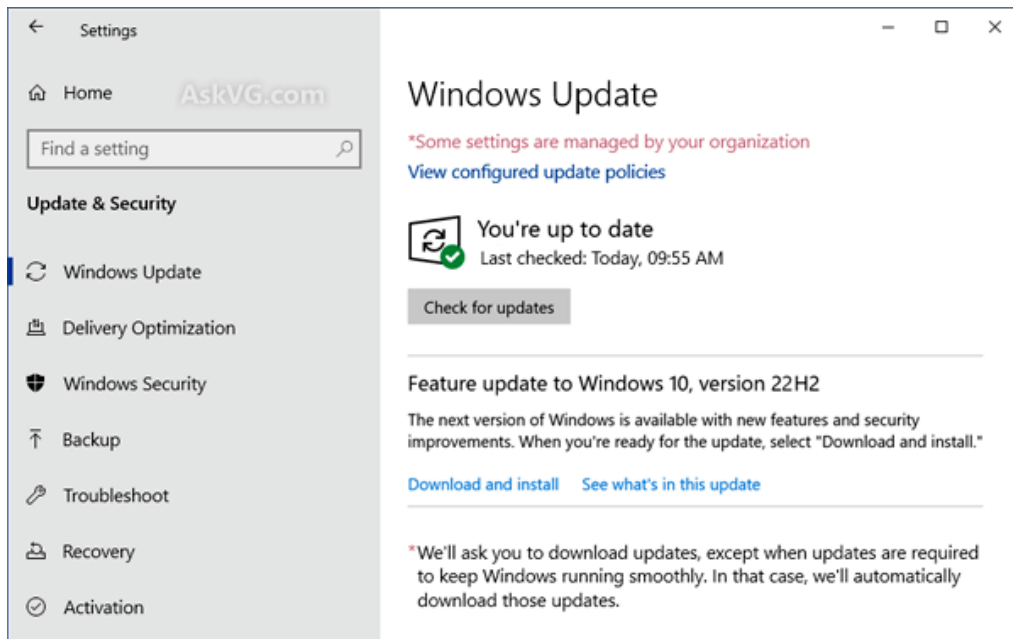 Settings
Home
AskVG.com
Find a setting
Update & Security
Windows Update
Delivery Optimization
Windows Security
Backup
Troubleshoot
Recovery
Activation
Windows Update
*Some settings are managed by your organization
View configured update policies
You're up to date
Last checked: Today, 09:55 AM
Check for updates
Feature update to Windows 10, version 22H2
The next version of Windows is available with new features and security
improvements. When you're ready for the update, select "Download and install."
Download and install See what's in this update
*We'll ask you to download updates, except when updates are required
to keep Windows running smoothly. In that case, we'll automatically
download those updates.